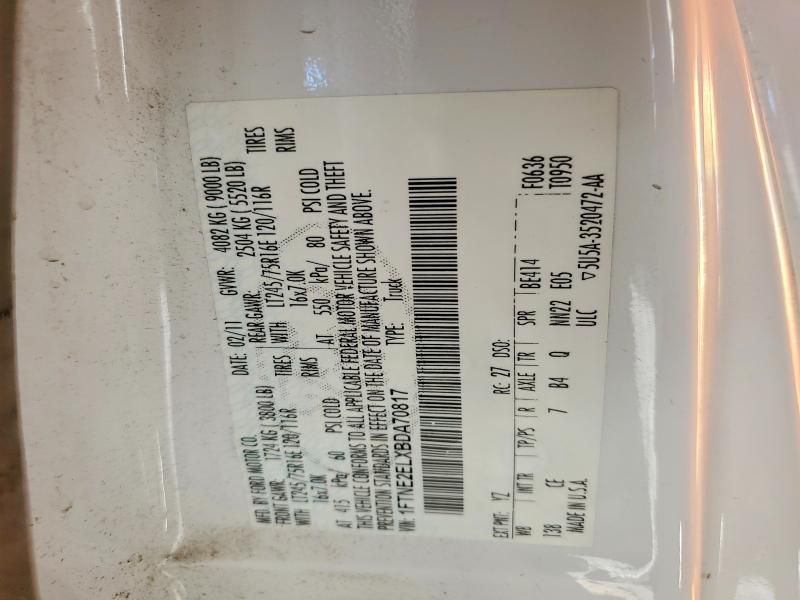 MFD. BY FORD MOTOR CO.
DATE: 02/11 GVWR: 4082 KG ( 9000 LB)
FRONT GAWR: 1724 KG ( 3800 LB) REAR GAWR: 2504 KG ( 5520 LB)
WITH LT245/75R16E 120/116R TIRES WITH LT245/75R16E 120/116R TIRES
16x7.0K RIMS 16x7.0K RIMS
AT 415 kPa/ 60 PSI COLD AT 550 kPa/ 80 PSI COLD
THIS VEHICLE CONFORMS TO ALL APPLICABLE FEDERAL MOTOR VEHICLE SAFETY AND THEFT
PREVENTION STANDARDS IN EFFECT ON THE DATE OF MANUFACTURE SHOWN ABOVE.
VIN: 1FTNE2ELXBDA70817 TYPE: Truck
EXT PNT: YZ RC: 27 DSO: F0636
WB INT TR TP/PS R AXLE TR SPR BE414 T0950
138 CE 7 B4 Q NN22 E05
MADE IN U.S.A. ULC ▽5U5A-3520472-AA